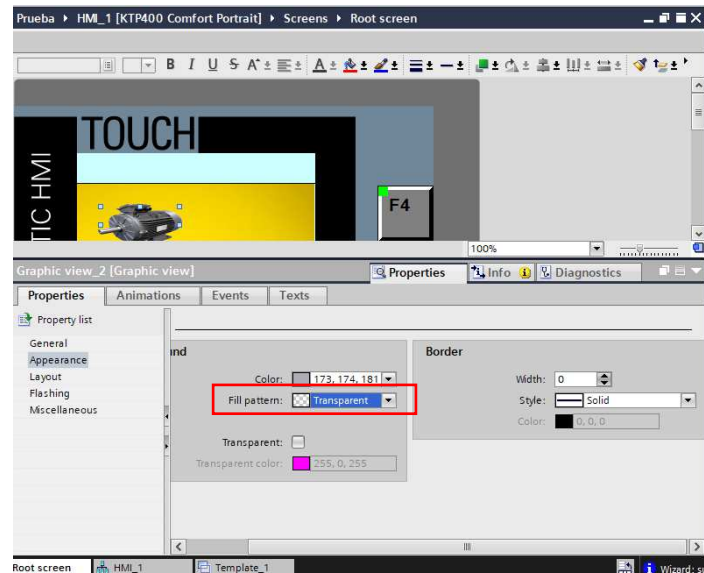 Prueba ▸ HMI_1 [KTP400 Comfort Portrait] ▸ Screens ▸ Root screen
B I U S A A
TOUCH
TIC HMI
F4
100%
Graphic view_2 [Graphic view]
Properties Info Diagnostics
Properties Animations Events Texts
Property list
General
Appearance
Layout
Flashing
Miscellaneous
und
Color: 173, 174, 181
Fill pattern: Transparent
Transparent:
Transparent color: 255, 0, 255
Border
Width: 0
Style: Solid
Color: 0, 0, 0
Root screen HMI_1 Template_1 Wizard: s